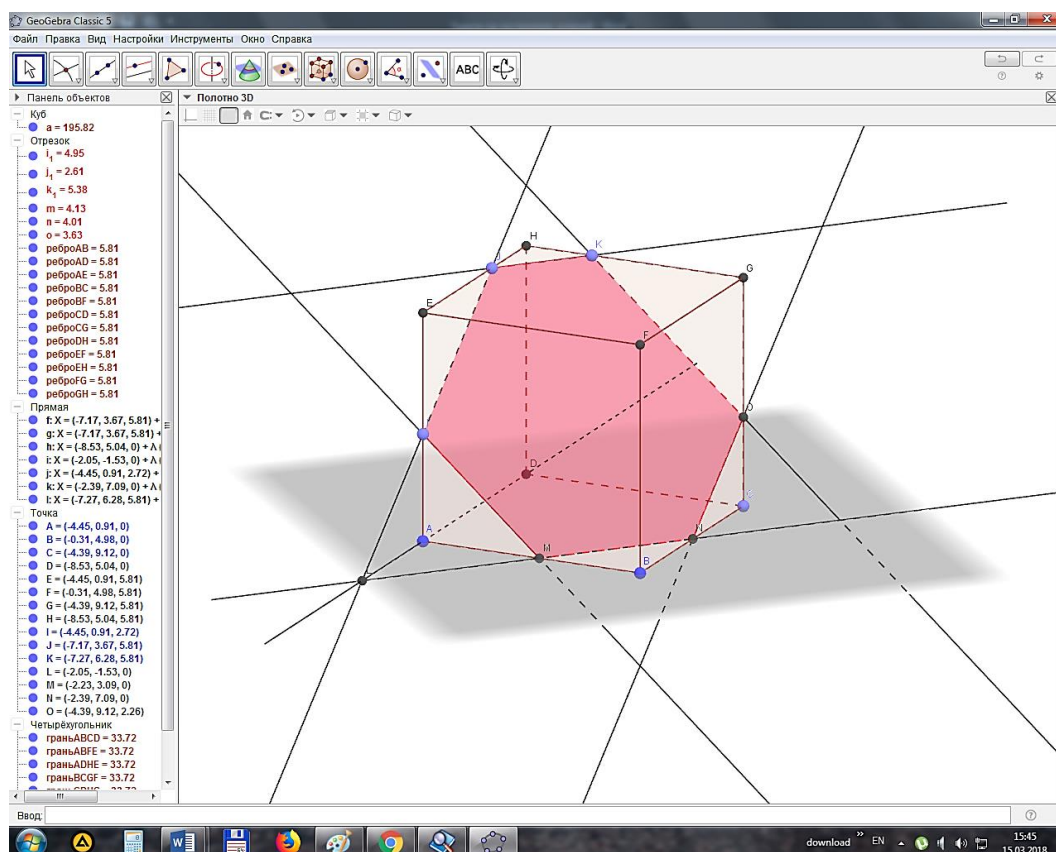 GeoGebra Classic 5
Файл Правка Вид Настройки Инструменты Окно Справка
ABC
Панель объектов
Куб
a = 195.82
Отрезок
i₁ = 4.95
j₁ = 2.61
k₁ = 5.38
m = 4.13
n = 4.01
o = 3.63
реброAB = 5.81
реброAD = 5.81
реброAE = 5.81
реброBC = 5.81
реброBF = 5.81
реброCD = 5.81
реброCG = 5.81
реброDH = 5.81
реброEF = 5.81
реброEH = 5.81
реброFG = 5.81
реброGH = 5.81
Прямая
f: X = (-7.17, 3.67, 5.81) +
g: X = (-7.17, 3.67, 5.81) +
h: X = (-8.53, 5.04, 0) + λ (
i: X = (-2.05, -1.53, 0) + λ
j: X = (-4.45, 0.91, 2.72) +
k: X = (-2.39, 7.09, 0) + λ (
l: X = (-7.27, 6.28, 5.81) +
Точка
A = (-4.45, 0.91, 0)
B = (-0.31, 4.98, 0)
C = (-4.39, 9.12, 0)
D = (-8.53, 5.04, 0)
E = (-4.45, 0.91, 5.81)
F = (-0.31, 4.98, 5.81)
G = (-4.39, 9.12, 5.81)
H = (-8.53, 5.04, 5.81)
I = (-4.45, 0.91, 2.72)
J = (-7.17, 3.67, 5.81)
K = (-7.27, 6.28, 5.81)
L = (-2.05, -1.53, 0)
M = (-2.23, 3.09, 0)
N = (-2.39, 7.09, 0)
O = (-4.39, 9.12, 2.26)
Четырёхугольник
граньABCD = 33.72
граньABFE = 33.72
граньADHE = 33.72
граньBCGF = 33.72
Полотно 3D
H
K
J
G
E
F
O
D
C
A
N
M
B
L
Ввод:
download
EN
15:45
15.03.2018